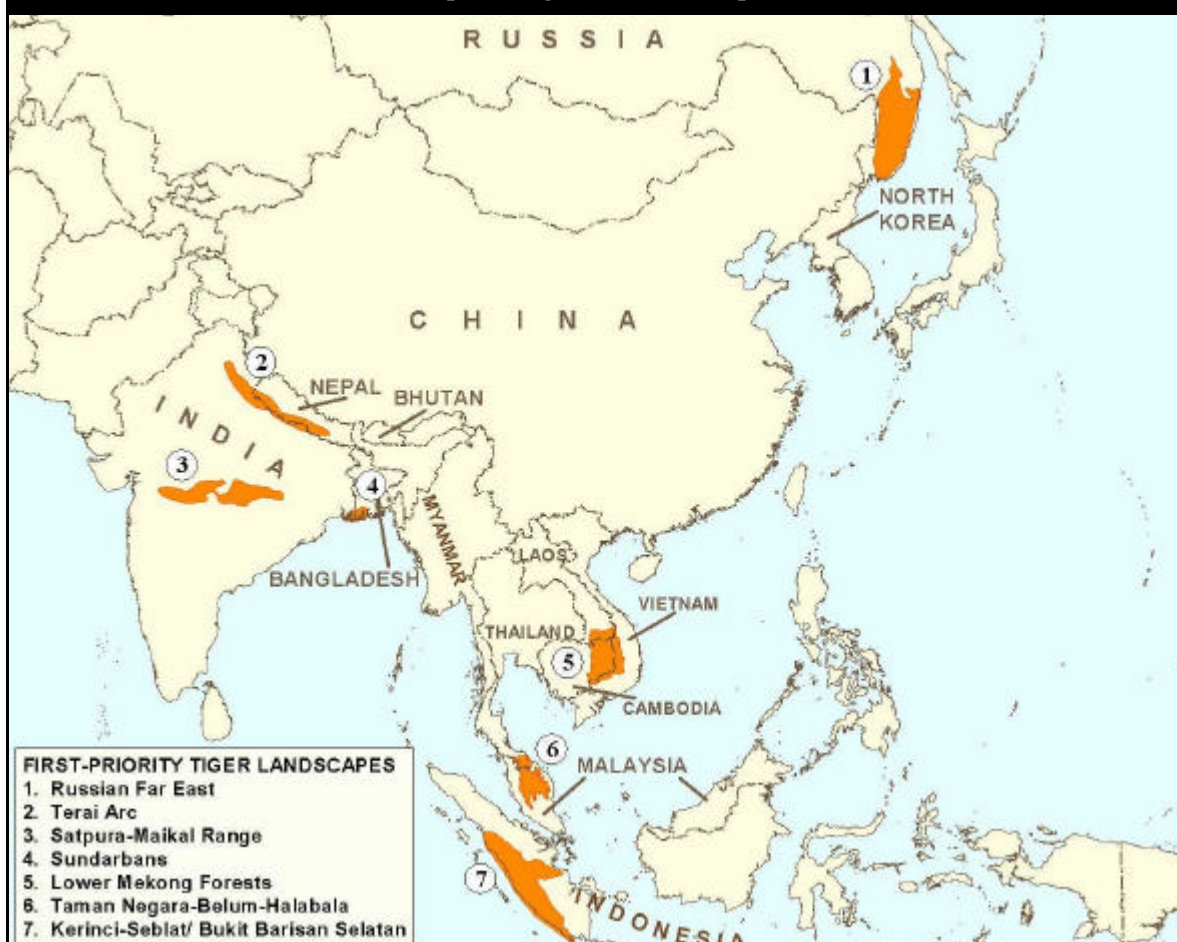 RUSSIA
1
NORTH
KOREA
CHINA
2
NEPAL
BHUTAN
INDIA
3
4
MYANMAR
LAOS
BANGLADESH
VIETNAM
THAILAND
5
CAMBODIA
6
MALAYSIA
7
INDONESIA
FIRST-PRIORITY TIGER LANDSCAPES
1. Russian Far East
2. Terai Arc
3. Satpura-Maikal Range
4. Sundarbans
5. Lower Mekong Forests
6. Taman Negara-Belum-Halabala
7. Kerinci-Seblat/ Bukit Barisan Selatan